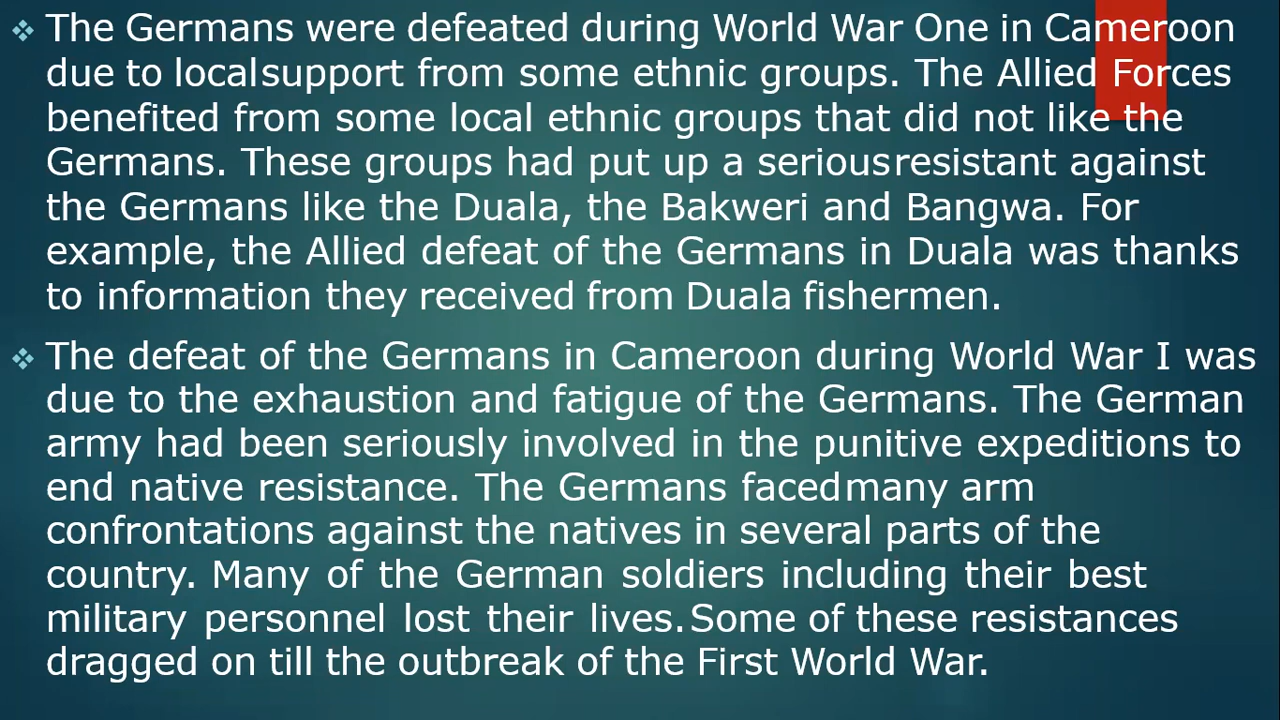 The Germans were defeated during World War One in Cameroon
due to localsupport from some ethnic groups. The Allied Forces
benefited from some local ethnic groups that did not like the
Germans. These groups had put up a seriousresistant against
the Germans like the Duala, the Bakweri and Bangwa. For
example, the Allied defeat of the Germans in Duala was thanks
to information they received from Duala fishermen.
The defeat of the Germans in Cameroon during World War I was
due to the exhaustion and fatigue of the Germans. The German
army had been seriously involved in the punitive expeditions to
end native resistance. The Germans facedmany arm
confrontations against the natives in several parts of the
country. Many of the German soldiers including their best
military personnel lost their lives.Some of these resistances
dragged on till the outbreak of the First World War.